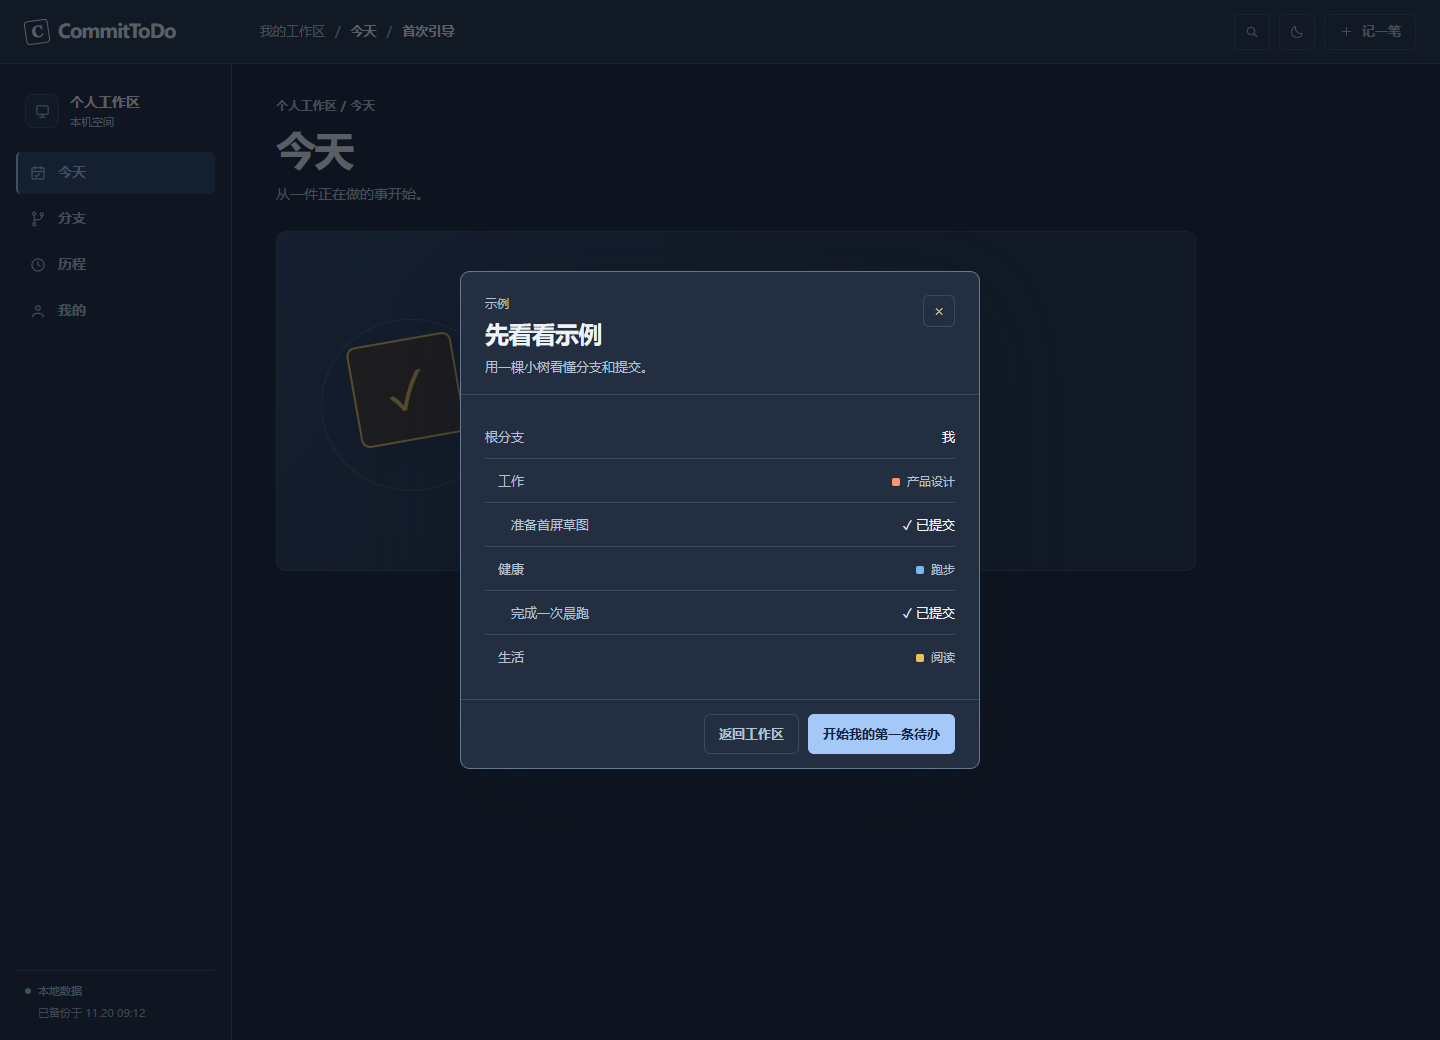 C CommitToDo
我的工作区 / 今天 / 首次引导
+ 记一笔
个人工作区
本机空间
今天
分支
历程
我的
本地数据
已备份于 11.20 09:12
个人工作区 / 今天
今天
从一件正在做的事开始。
示例
先看看示例
用一棵小树看懂分支和提交。
×
根分支 我
工作 产品设计
准备首屏草图 ✓ 已提交
健康 跑步
完成一次晨跑 ✓ 已提交
生活 阅读
返回工作区 开始我的第一条待办